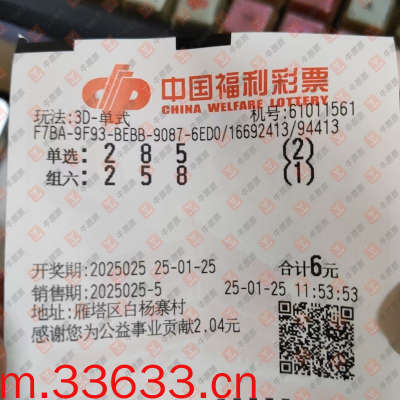 中国福利彩票
CHINA WELFARE LOTTERY
玩法:3D-单式 机号:61011561
F7BA-9F93-BEBB-9087-6ED0/16692413/94413
单选: 2 8 5 (2)
组六: 2 5 8 (1)
开奖期:2025025 25-01-25 合计6元
销售期:2025025-5 25-01-25 11:53:53
地址:雁塔区白杨寨村
感谢您为公益事业贡献2.04元
m.33633.cn